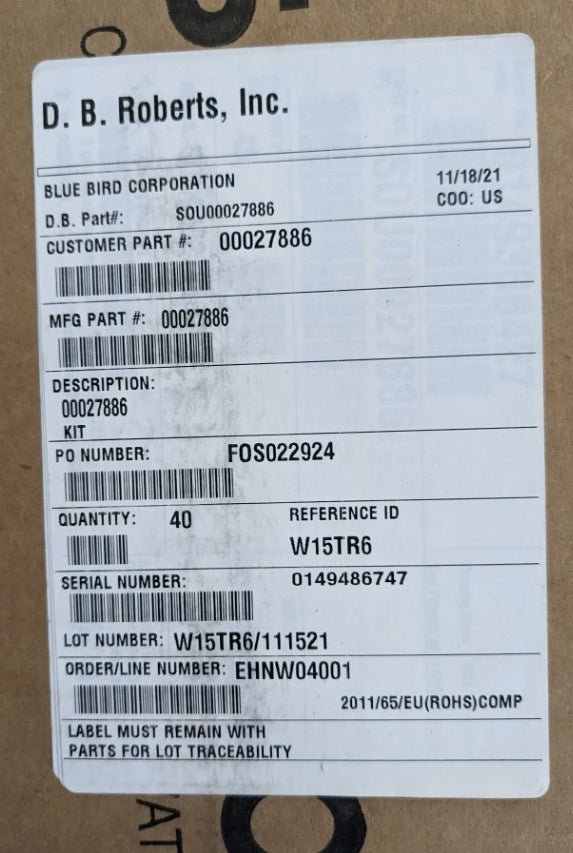 C
D. B. Roberts, Inc.
BLUE BIRD CORPORATION 11/18/21
D.B. Part#: SOU00027886 COO: US
CUSTOMER PART #: 00027886
MFG PART #: 00027886
DESCRIPTION:
00027886
KIT
PO NUMBER: FOS022924
QUANTITY: 40 REFERENCE ID
W15TR6
SERIAL NUMBER: 0149486747
LOT NUMBER: W15TR6/111521
ORDER/LINE NUMBER: EHNW04001
2011/65/EU(ROHS)COMP
LABEL MUST REMAIN WITH
PARTS FOR LOT TRACEABILITY
AT
O